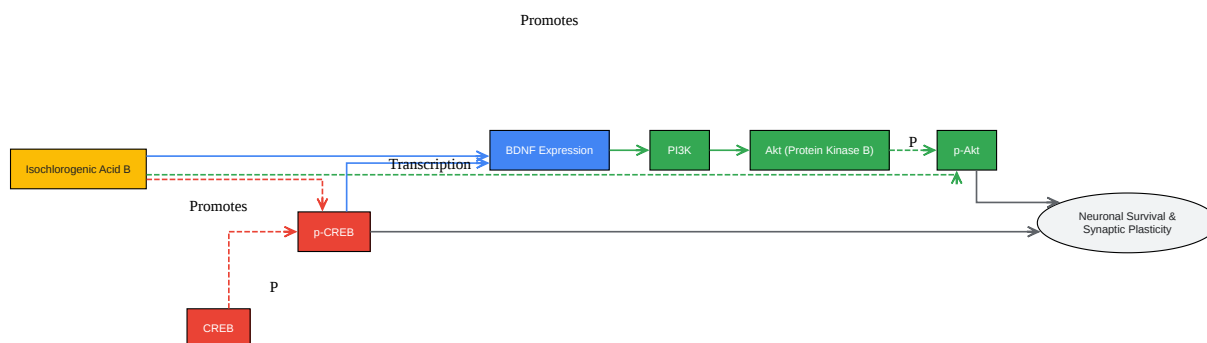 Promotes
BDNF Expression
PI3K
Akt (Protein Kinase B)
P
p-Akt
Isochlorogenic Acid B
Transcription
Promotes
p-CREB
Neuronal Survival &
Synaptic Plasticity
P
CREB